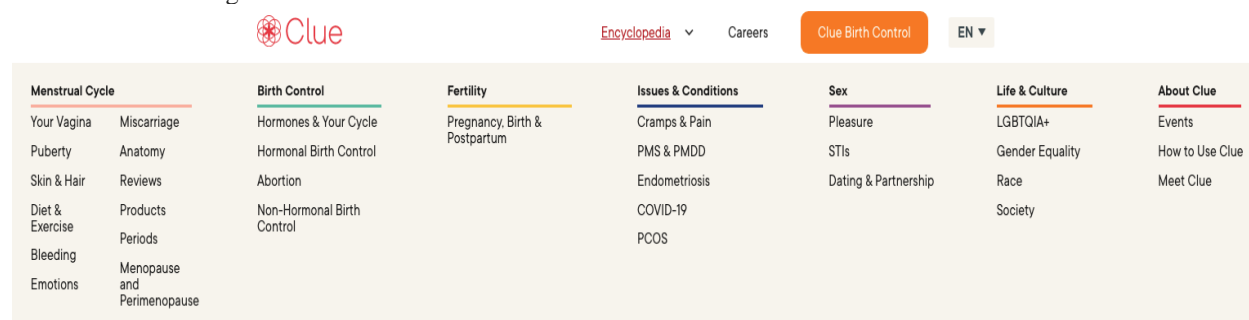 Clue
Encyclopedia
Careers
Clue Birth Control
EN ▼
Menstrual Cycle
Your Vagina
Puberty
Skin & Hair
Diet &
Exercise
Bleeding
Emotions
Miscarriage
Anatomy
Reviews
Products
Periods
Menopause
and
Perimenopause
Birth Control
Hormones & Your Cycle
Hormonal Birth Control
Abortion
Non-Hormonal Birth
Control
Fertility
Pregnancy, Birth &
Postpartum
Issues & Conditions
Cramps & Pain
PMS & PMDD
Endometriosis
COVID-19
PCOS
Sex
Pleasure
STIs
Dating & Partnership
Life & Culture
LGBTQIA+
Gender Equality
Race
Society
About Clue
Events
How to Use Clue
Meet Clue